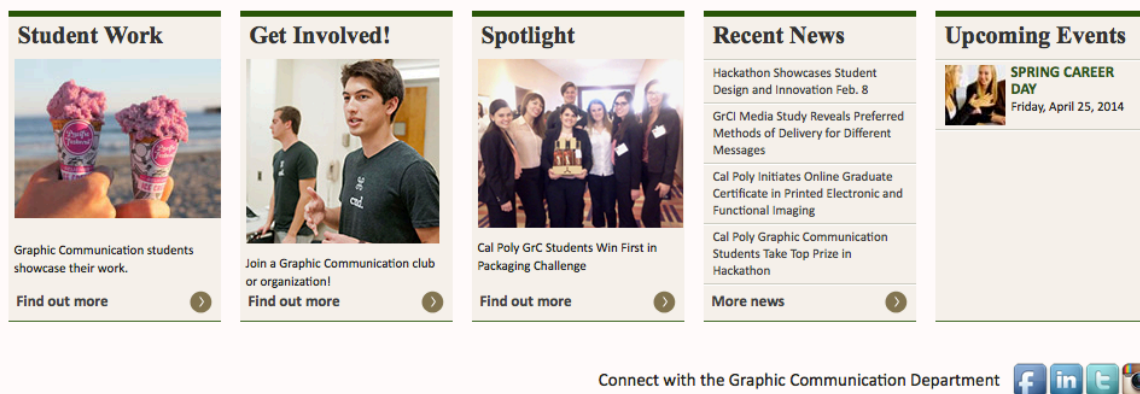 Student Work
Graphic Communication students
showcase their work.
Find out more
Get Involved!
Join a Graphic Communication club
or organization!
Find out more
Spotlight
Cal Poly GrC Students Win First in
Packaging Challenge
Find out more
Recent News
Hackathon Showcases Student
Design and Innovation Feb. 8
GrCI Media Study Reveals Preferred
Methods of Delivery for Different
Messages
Cal Poly Initiates Online Graduate
Certificate in Printed Electronic and
Functional Imaging
Cal Poly Graphic Communication
Students Take Top Prize in
Hackathon
More news
Upcoming Events
SPRING CAREER
DAY
Friday, April 25, 2014
Connect with the Graphic Communication Department
f in t